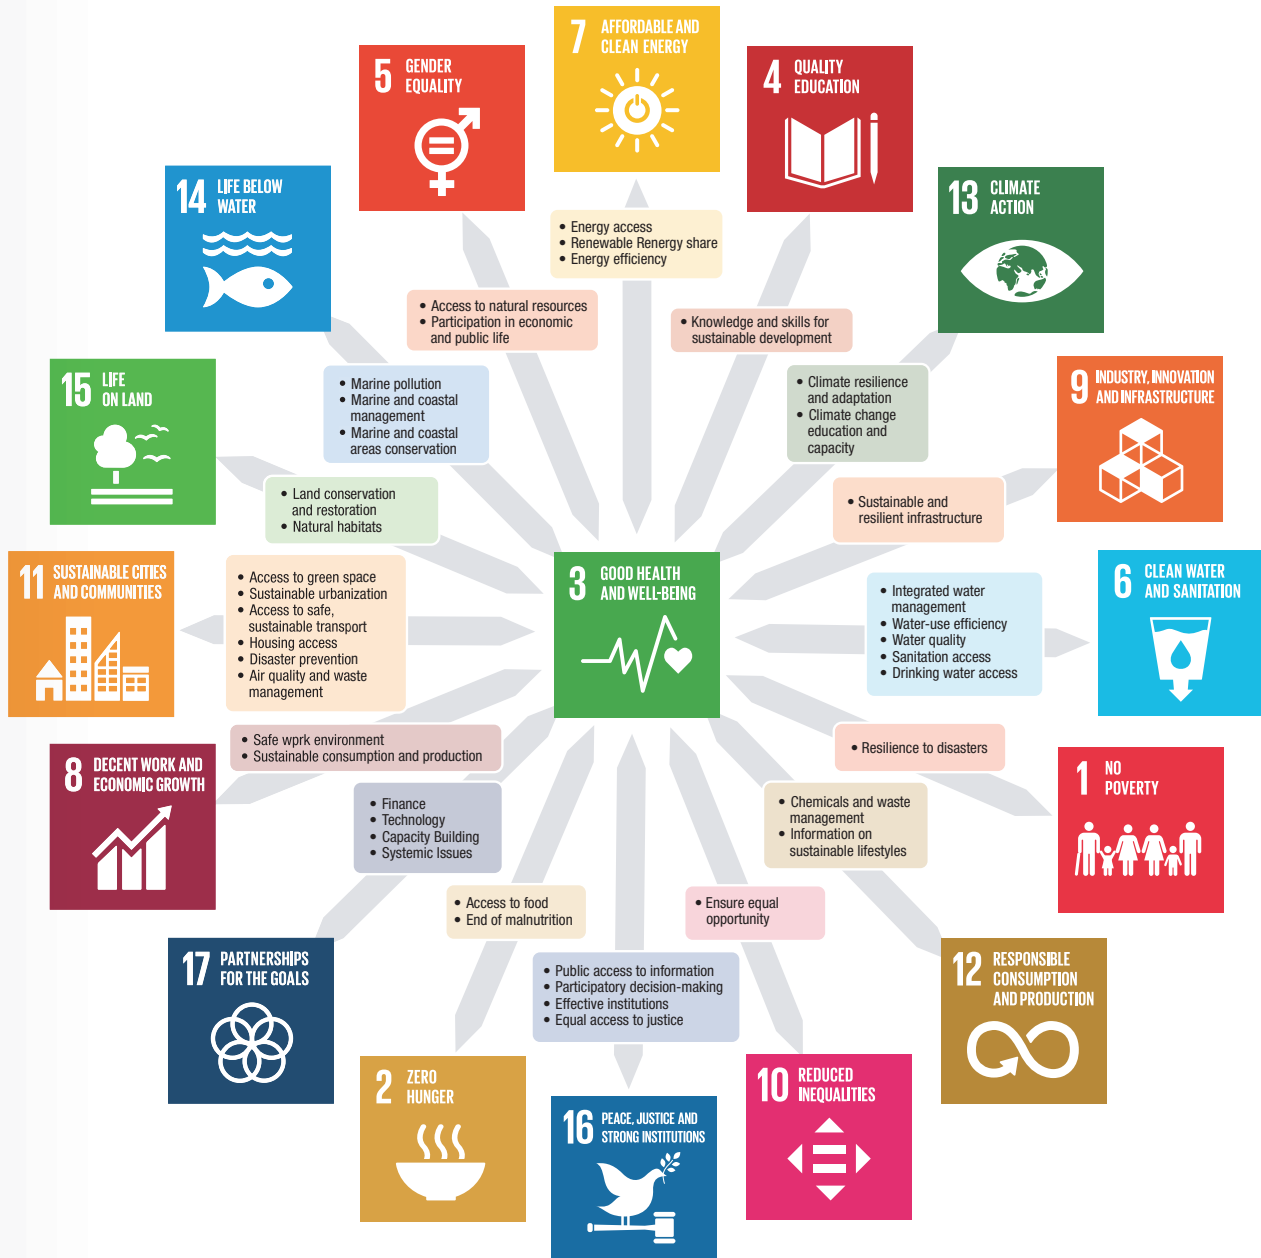 7 AFFORDABLE AND
CLEAN ENERGY
5 GENDER
EQUALITY
4 QUALITY
EDUCATION
14 LIFE BELOW
WATER
13 CLIMATE
ACTION
• Energy access
• Renewable Renergy share
• Energy efficiency
• Access to natural resources
• Participation in economic
and public life
• Knowledge and skills for
sustainable development
15 LIFE
ON LAND
• Marine pollution
• Marine and coastal
management
• Marine and coastal
areas conservation
• Climate resilience
and adaptation
• Climate change
education and
capacity
9 INDUSTRY, INNOVATION
AND INFRASTRUCTURE
• Land conservation
and restoration
• Natural habitats
• Sustainable and
resilient infrastructure
11 SUSTAINABLE CITIES
AND COMMUNITIES
• Access to green space
• Sustainable urbanization
• Access to safe,
sustainable transport
• Housing access
• Disaster prevention
• Air quality and waste
management
3 GOOD HEALTH
AND WELL-BEING
• Integrated water
management
• Water-use efficiency
• Water quality
• Sanitation access
• Drinking water access
6 CLEAN WATER
AND SANITATION
8 DECENT WORK AND
ECONOMIC GROWTH
• Safe wprk environment
• Sustainable consumption and production
• Resilience to disasters
1 NO
POVERTY
• Finance
• Technology
• Capacity Building
• Systemic Issues
• Chemicals and waste
management
• Information on
sustainable lifestyles
• Access to food
• End of malnutrition
• Ensure equal
opportunity
17 PARTNERSHIPS
FOR THE GOALS
• Public access to information
• Participatory decision-making
• Effective institutions
• Equal access to justice
12 RESPONSIBLE
CONSUMPTION
AND PRODUCTION
2 ZERO
HUNGER
16 PEACE, JUSTICE AND
STRONG INSTITUTIONS
10 REDUCED
INEQUALITIES